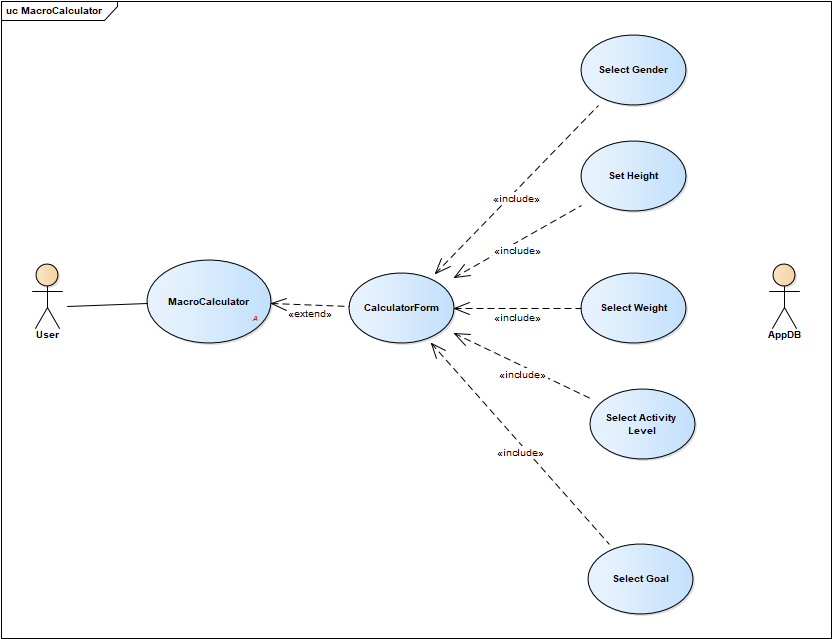 uc MacroCalculator
Select Gender
«include»
Set Height
«include»
User
MacroCalculator
A
«extend»
CalculatorForm
«include»
Select Weight
AppDB
«include»
Select Activity
Level
«include»
Select Goal